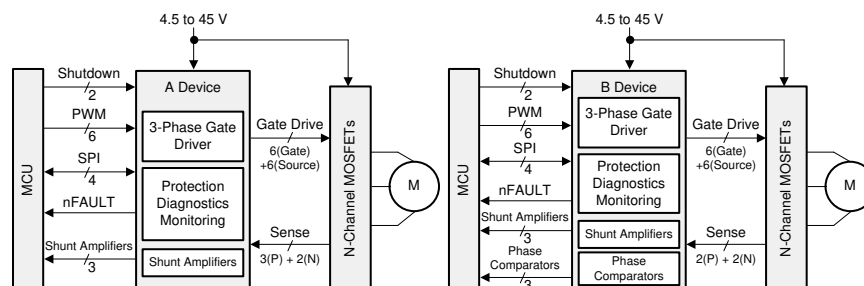 4.5 to 45 V
MCU
Shutdown
2
PWM
6
SPI
4
nFAULT
Shunt Amplifiers
3
A Device
3-Phase Gate
Driver
Protection
Diagnostics
Monitoring
Shunt Amplifiers
Gate Drive
6(Gate)
+6(Source)
Sense
3(P) + 2(N)
N-Channel MOSFETs
M
4.5 to 45 V
MCU
Shutdown
2
PWM
6
SPI
4
nFAULT
Shunt Amplifiers
3
Phase
Comparators
3
B Device
3-Phase Gate
Driver
Protection
Diagnostics
Monitoring
Shunt Amplifiers
Phase
Comparators
Gate Drive
6(Gate)
+6(Source)
Sense
2(P) + 2(N)
N-Channel MOSFETs
M